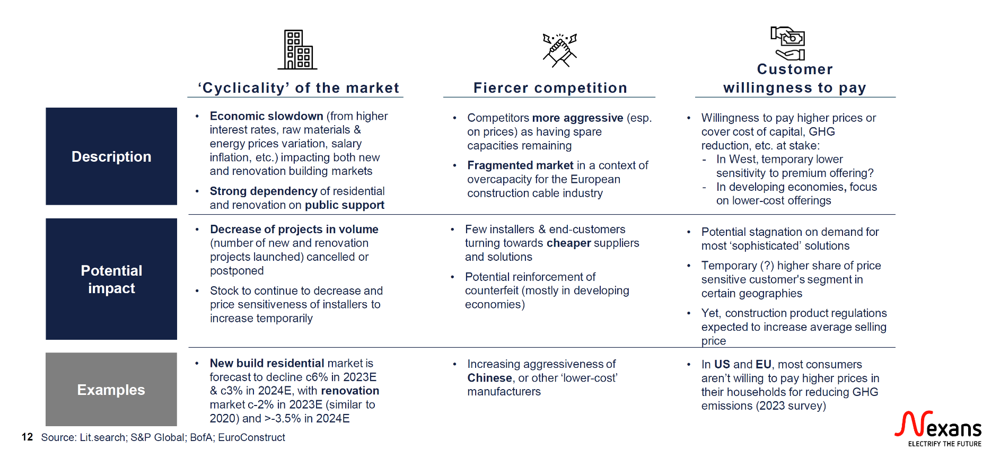 ‘Cyclicality’ of the market
Fiercer competition
Customer
willingness to pay
Description
• Economic slowdown (from higher
interest rates, raw materials &
energy prices variation, salary
inflation, etc.) impacting both new
and renovation building markets
• Strong dependency of residential
and renovation on public support
• Competitors more aggressive (esp.
on prices) as having spare
capacities remaining
• Fragmented market in a context of
overcapacity for the European
construction cable industry
• Willingness to pay higher prices or
cover cost of capital, GHG
reduction, etc. at stake:
- In West, temporary lower
sensitivity to premium offering?
- In developing economies, focus
on lower-cost offerings
Potential
impact
• Decrease of projects in volume
(number of new and renovation
projects launched) cancelled or
postponed
• Stock to continue to decrease and
price sensitiveness of installers to
increase temporarily
• Few installers & end-customers
turning towards cheaper suppliers
and solutions
• Potential reinforcement of
counterfeit (mostly in developing
economies)
• Potential stagnation on demand for
most ‘sophisticated’ solutions
• Temporary (?) higher share of price
sensitive customer's segment in
certain geographies
• Yet, construction product regulations
expected to increase average selling
price
Examples
• New build residential market is
forecast to decline c6% in 2023E
& c3% in 2024E, with renovation
market c-2% in 2023E (similar to
2020) and >-3.5% in 2024E
• Increasing aggressiveness of
Chinese, or other ‘lower-cost’
manufacturers
• In US and EU, most consumers
aren’t willing to pay higher prices in
their households for reducing GHG
emissions (2023 survey)
12 Source: Lit.search; S&P Global; BofA; EuroConstruct
Nexans
ELECTRIFY THE FUTURE